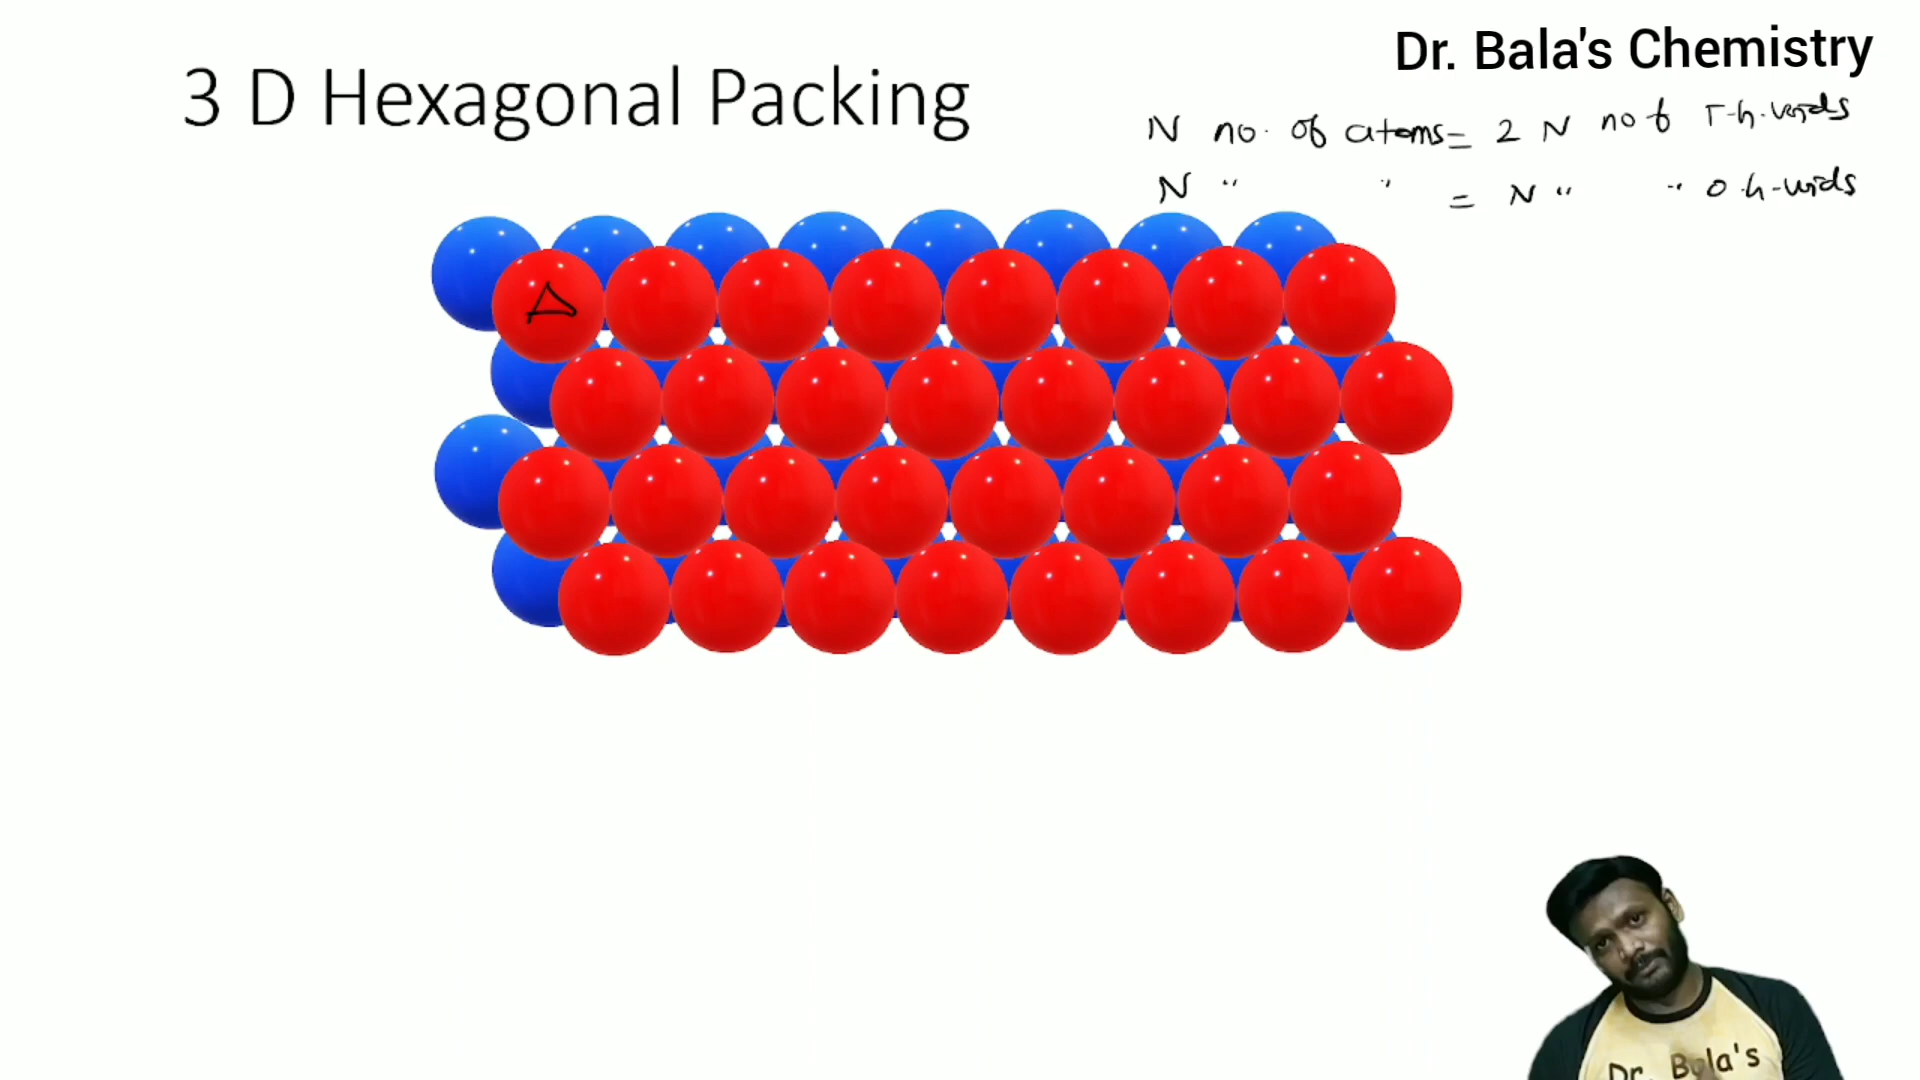 Dr. Bala's Chemistry
3 D Hexagonal Packing
N no. of atoms = 2 N no of T-h-voids
N " " = N " " O-h-voids
Dr. Bala's